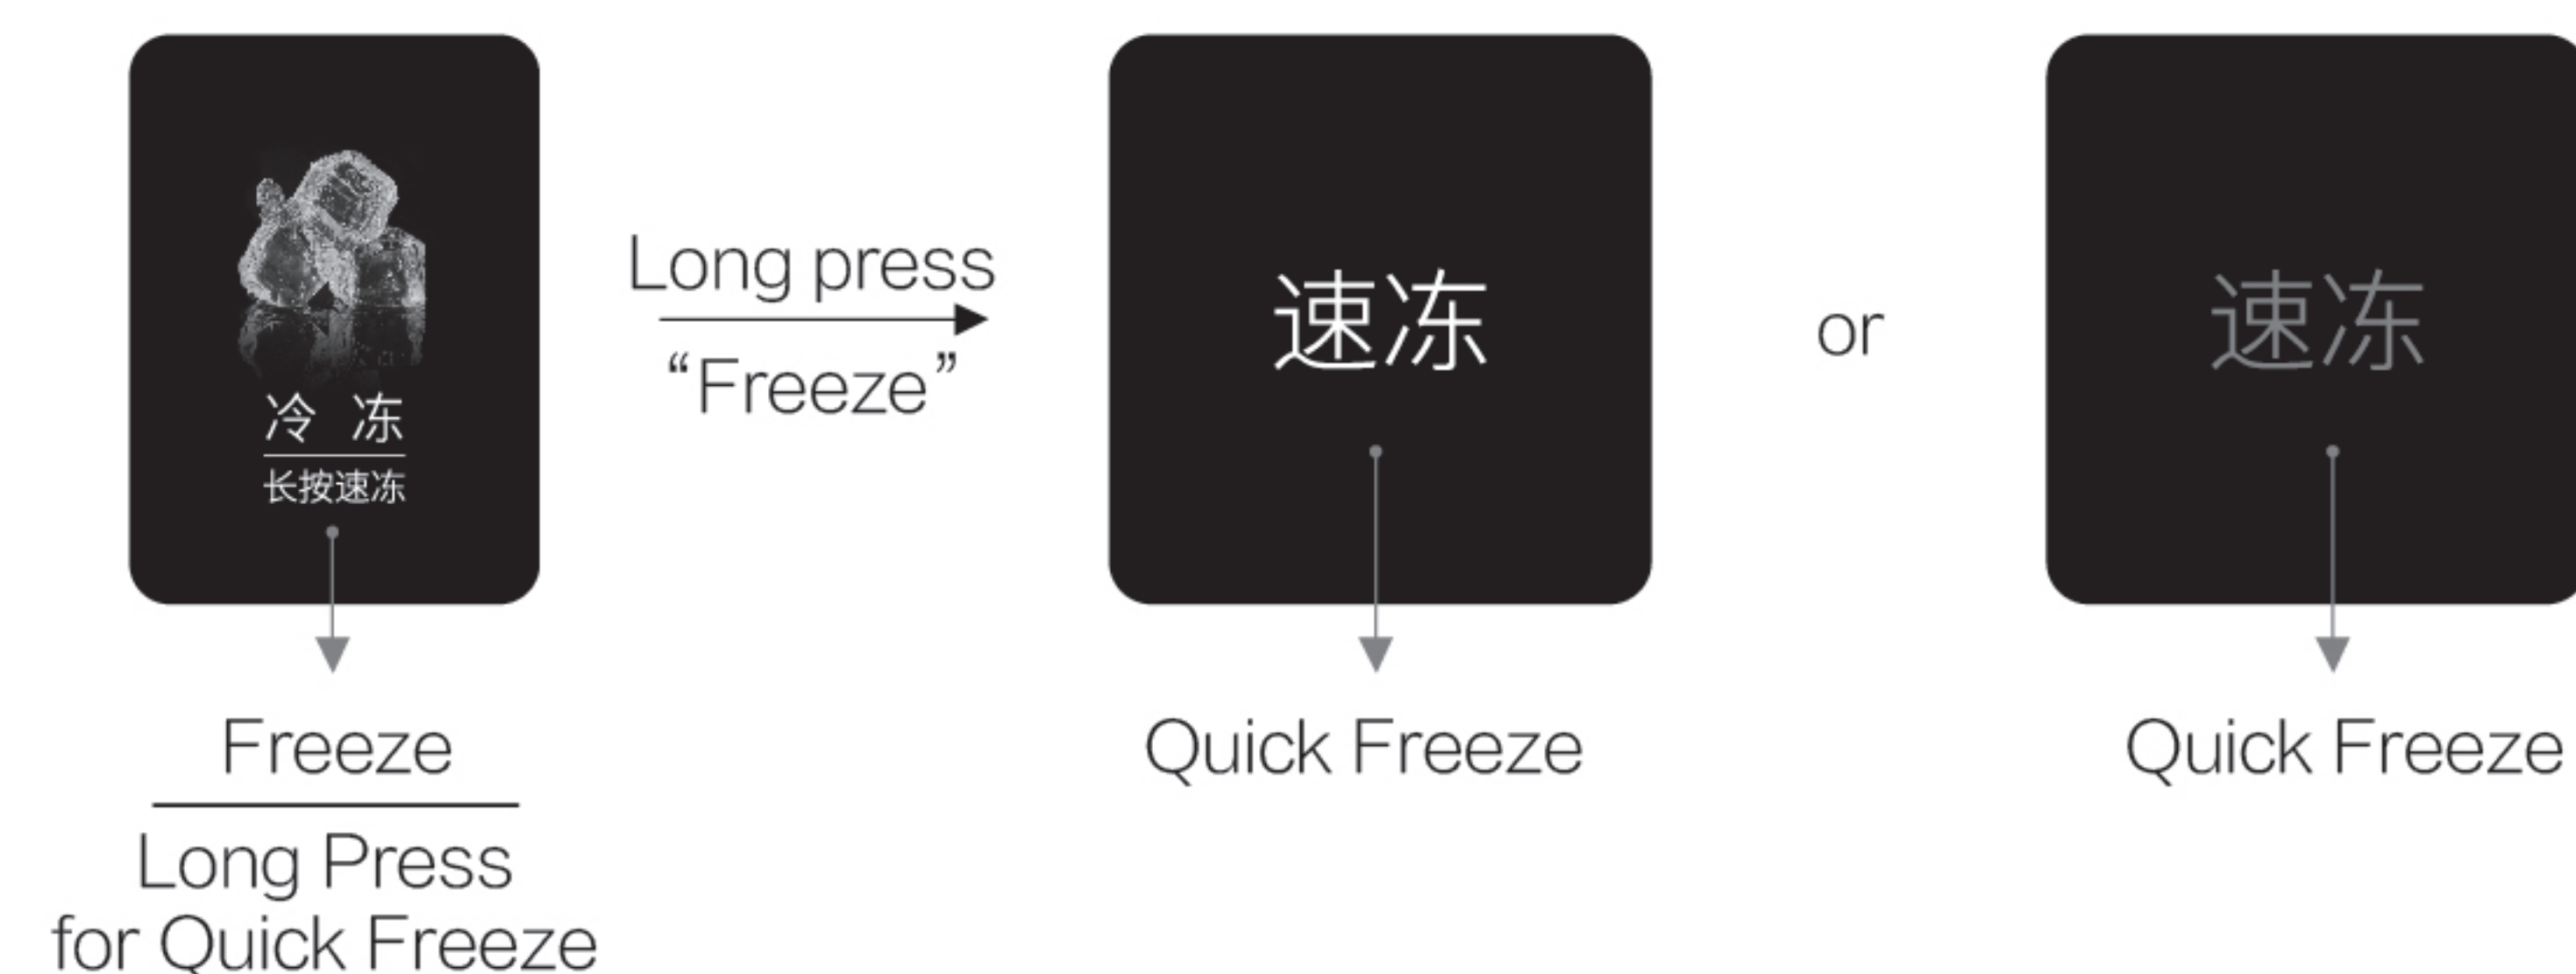 冷 冻
长按速冻
Freeze
Long Press
for Quick Freeze
Long press
“Freeze”
速冻
Quick Freeze
or
速冻
Quick Freeze